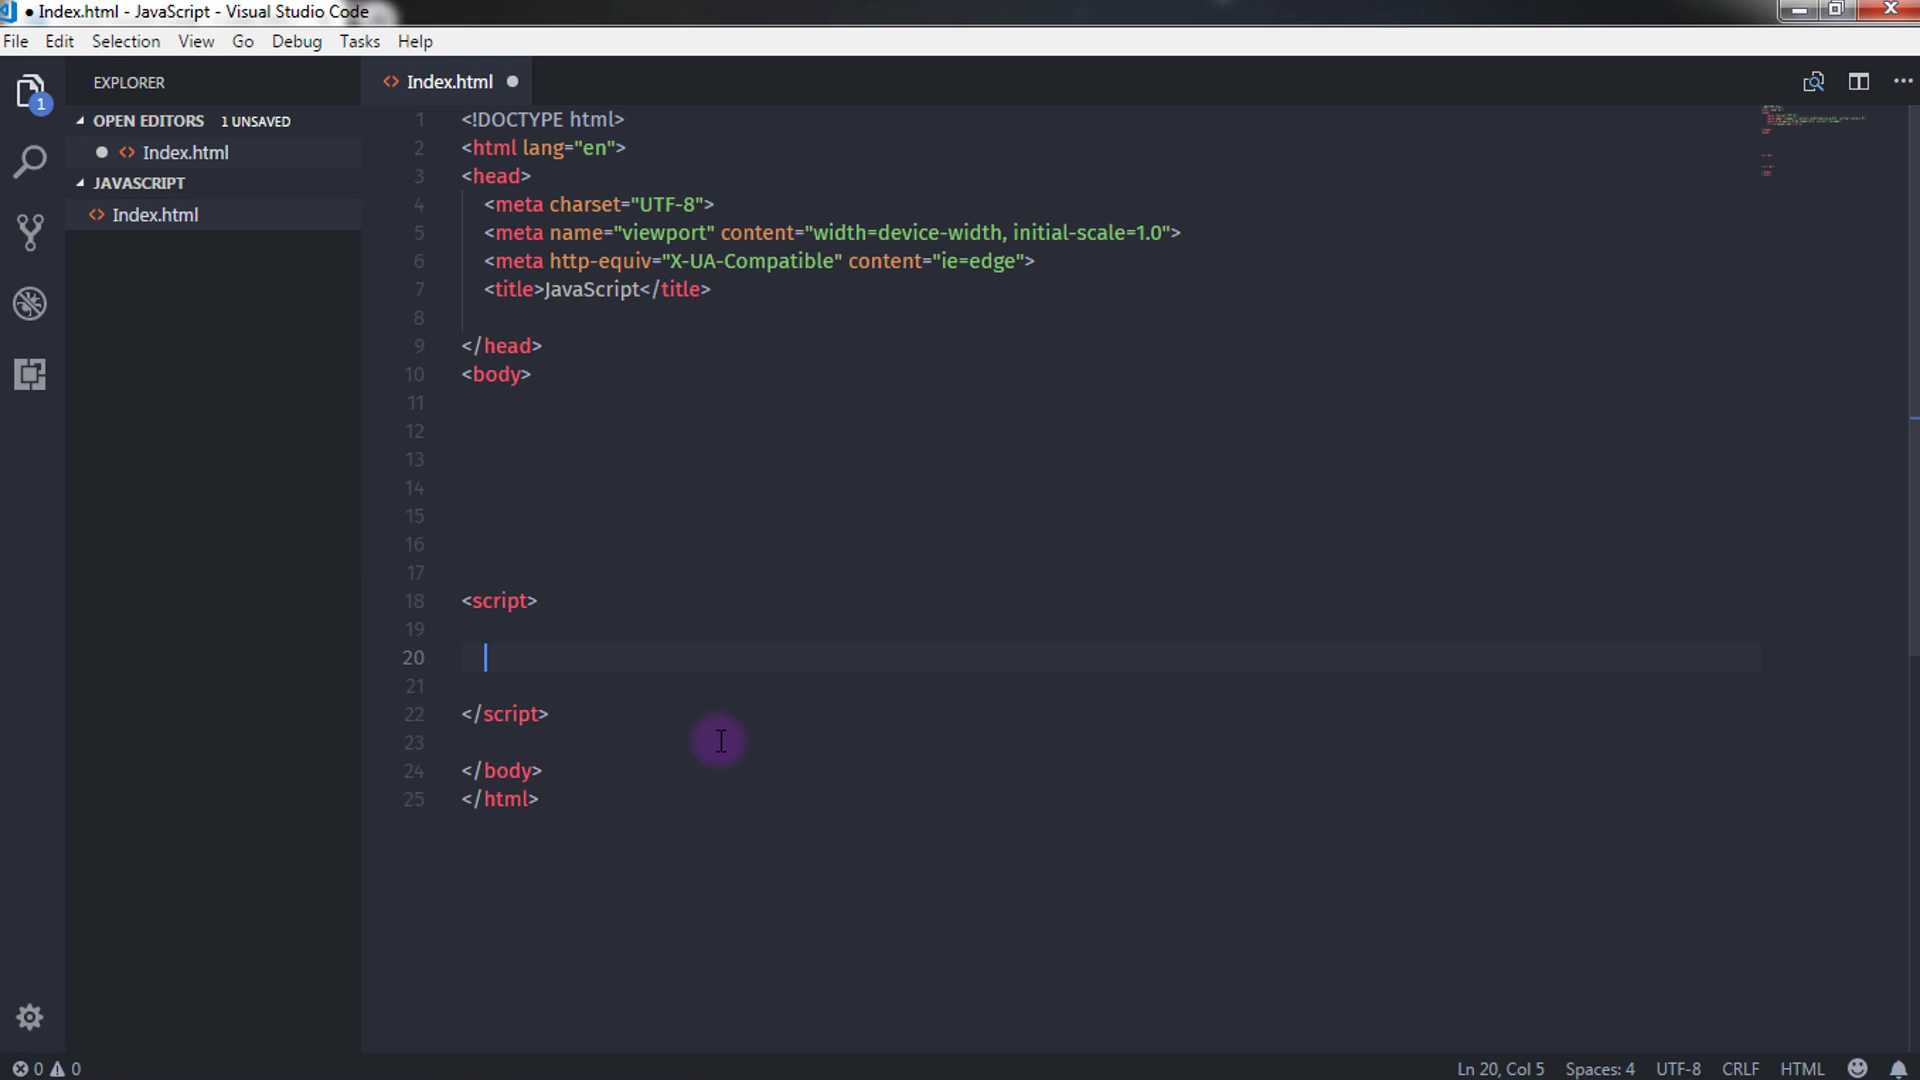 ● Index.html - JavaScript - Visual Studio Code
File Edit Selection View Go Debug Tasks Help
EXPLORER
OPEN EDITORS 1 UNSAVED
Index.html
JAVASCRIPT
Index.html
1
Index.html
1 <!DOCTYPE html>
2 <html lang="en">
3 <head>
4 <meta charset="UTF-8">
5 <meta name="viewport" content="width=device-width, initial-scale=1.0">
6 <meta http-equiv="X-UA-Compatible" content="ie=edge">
7 <title>JavaScript</title>
8
9 </head>
10 <body>
11
12
13
14
15
16
17
18 <script>
19
20
21
22 </script>
23
24 </body>
25 </html>
0 0
Ln 20, Col 5 Spaces: 4 UTF-8 CRLF HTML